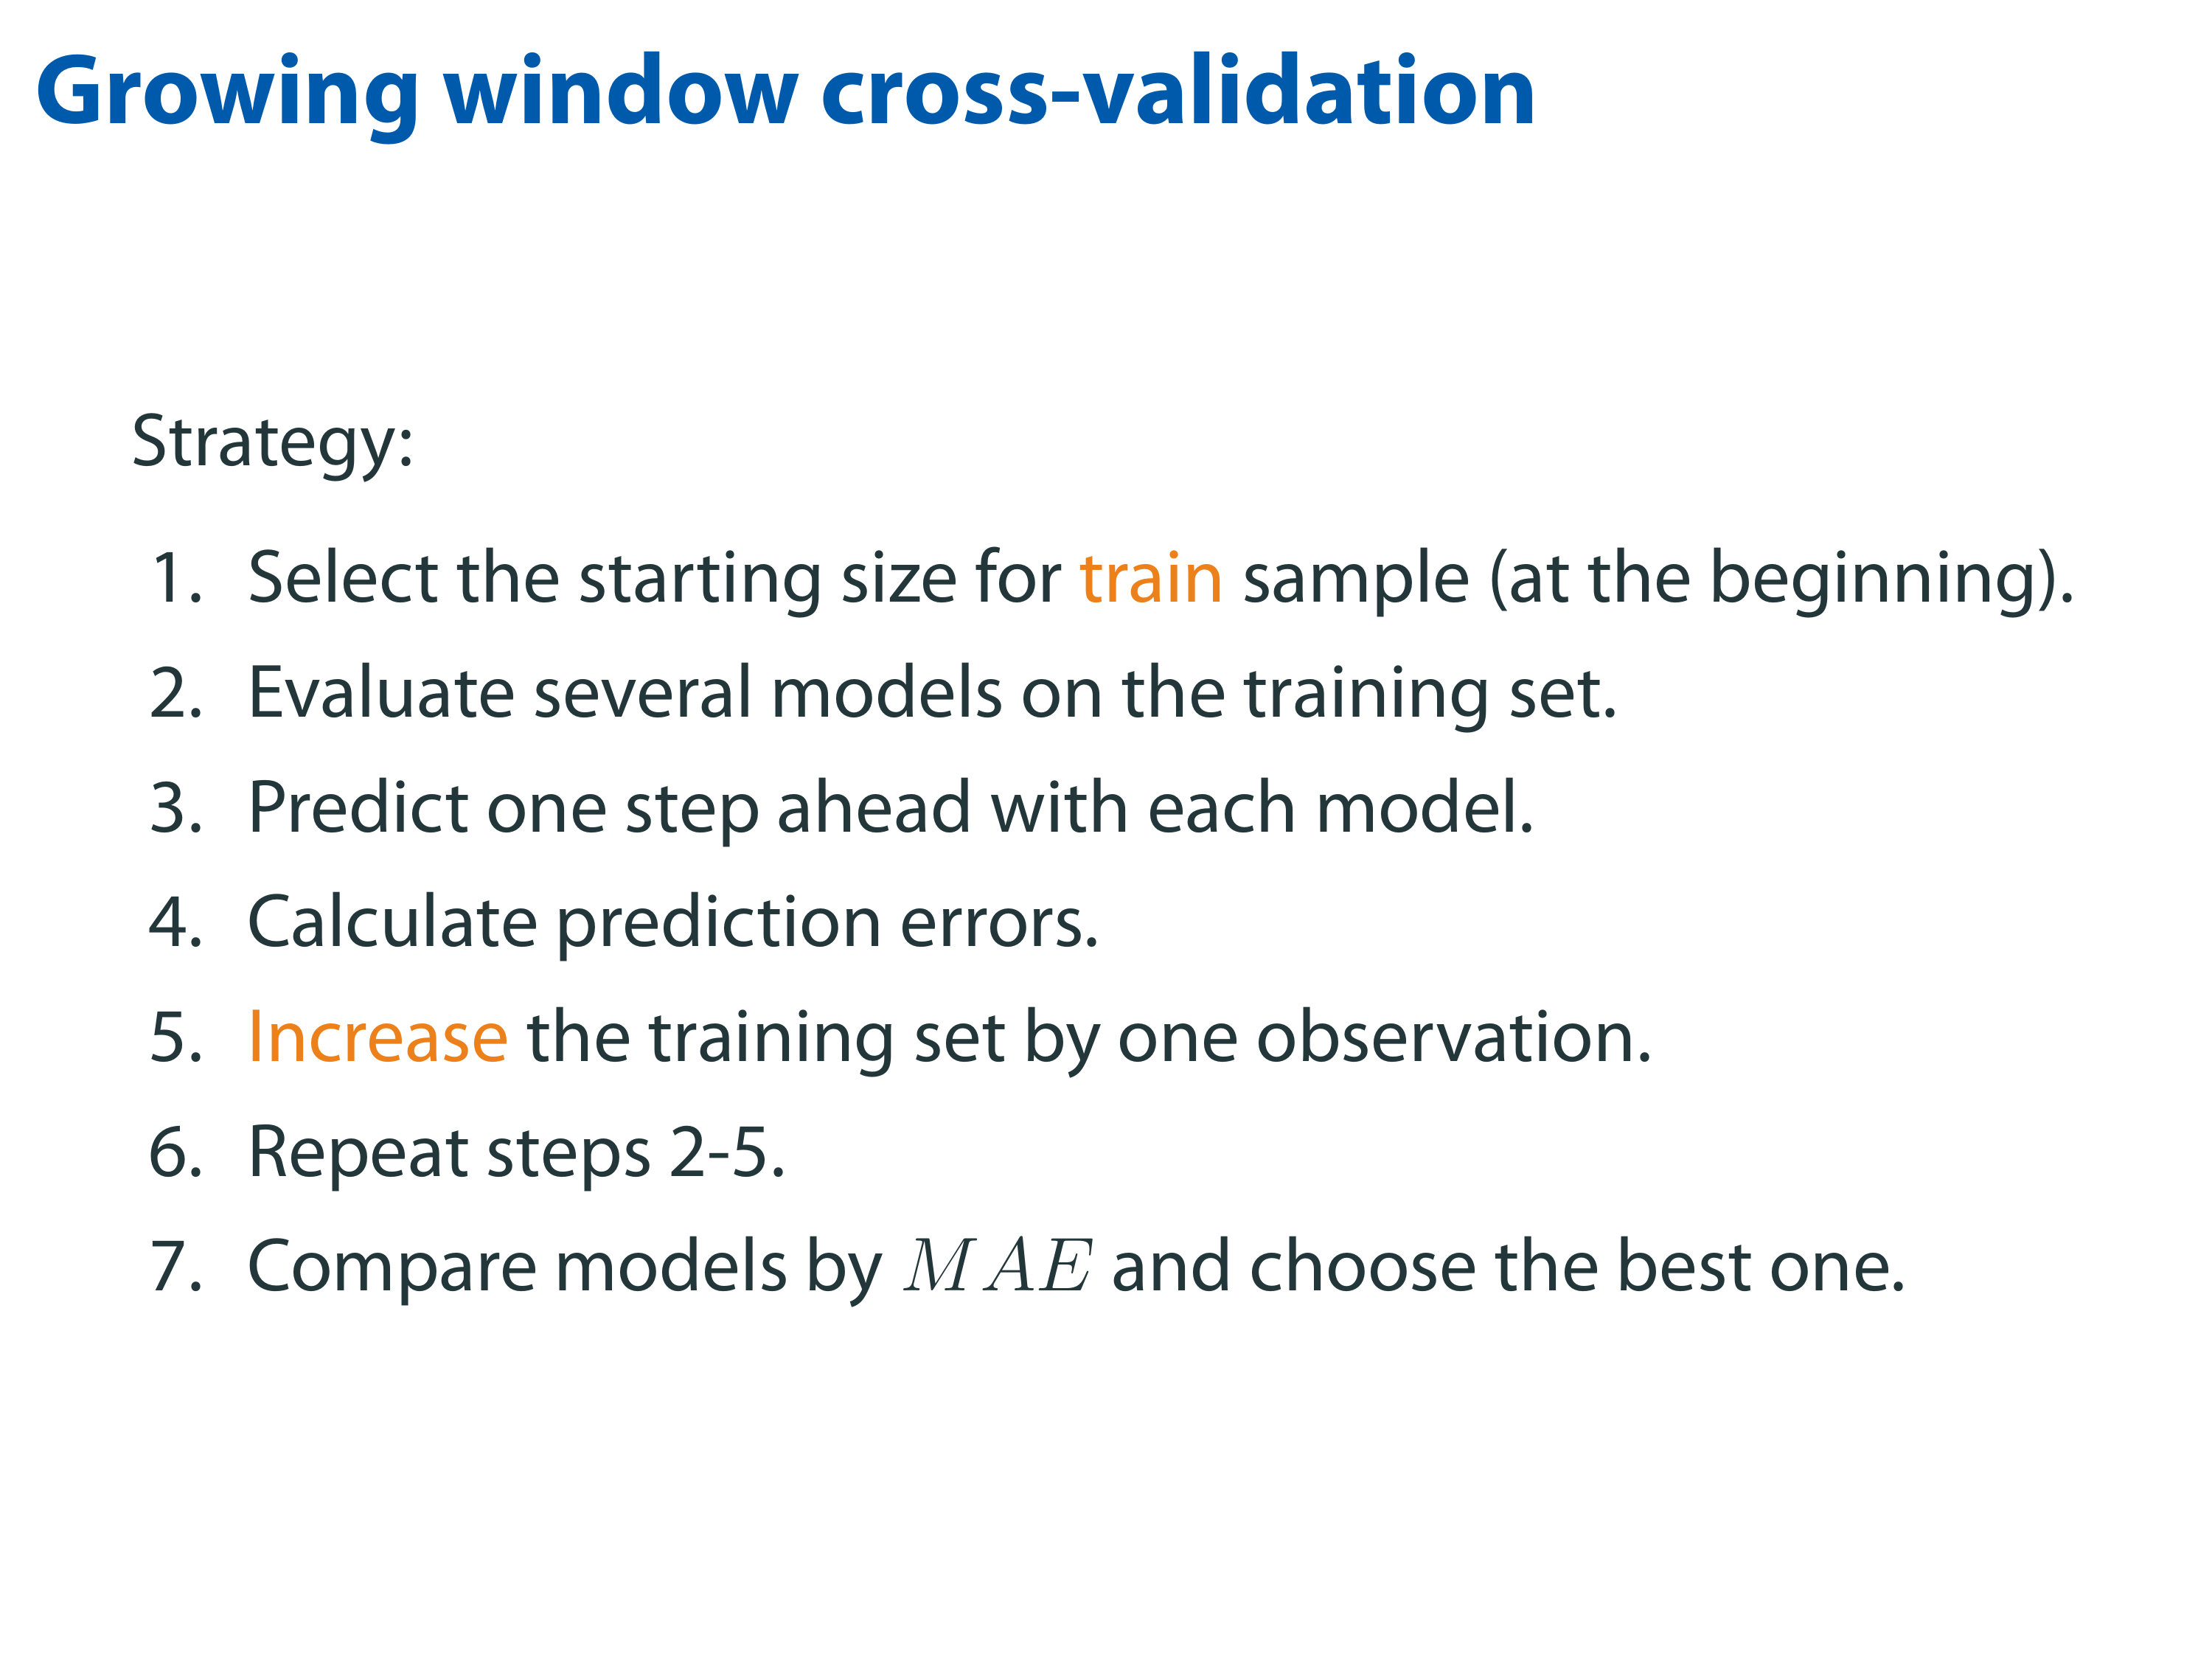 Growing window cross-validation
Strategy:
1. Select the starting size for train sample (at the beginning).
2. Evaluate several models on the training set.
3. Predict one step ahead with each model.
4. Calculate prediction errors.
5. Increase the training set by one observation.
6. Repeat steps 2-5.
7. Compare models by MAE and choose the best one.